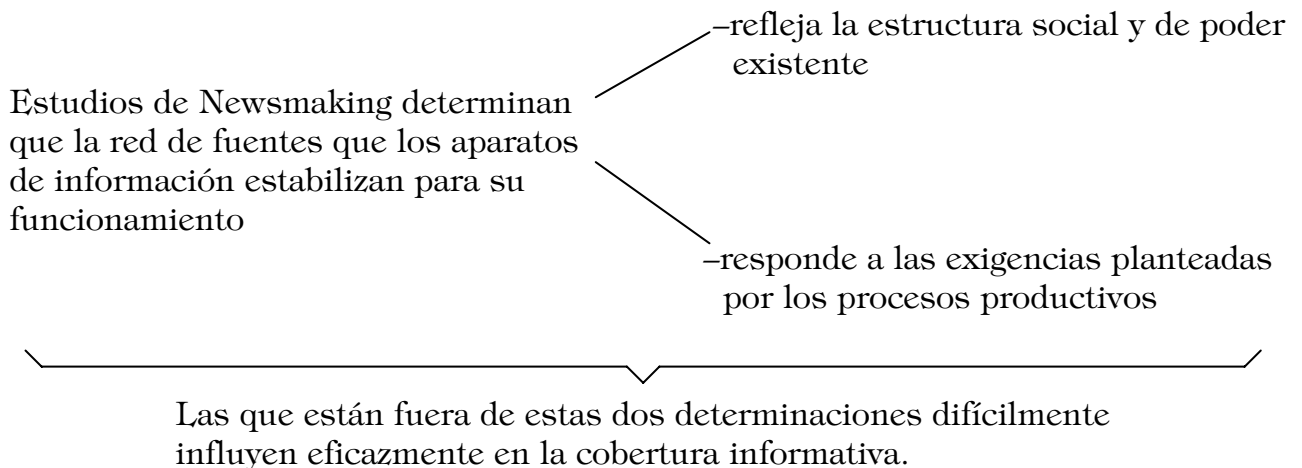 –refleja la estructura social y de poder
existente
Estudios de Newsmaking determinan
que la red de fuentes que los aparatos
de información estabilizan para su
funcionamiento
–responde a las exigencias planteadas
por los procesos productivos
Las que están fuera de estas dos determinaciones difícilmente
influyen eficazmente en la cobertura informativa.